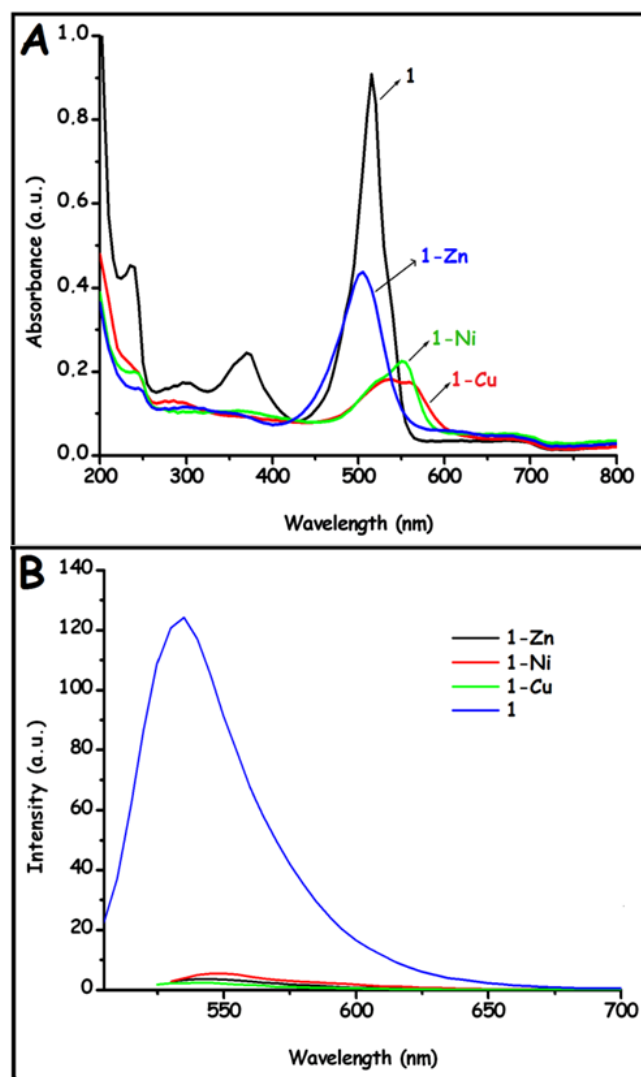 A
1.0
0.8
0.6
0.4
0.2
0.0
Absorbance (a.u.)
1
1-Zn
1-Ni
1-Cu
200 300 400 500 600 700 800
Wavelength (nm)
B
140
120
100
80
60
40
20
0
Intensity (a.u.)
1-Zn
1-Ni
1-Cu
1
550 600 650 700
Wavelength (nm)